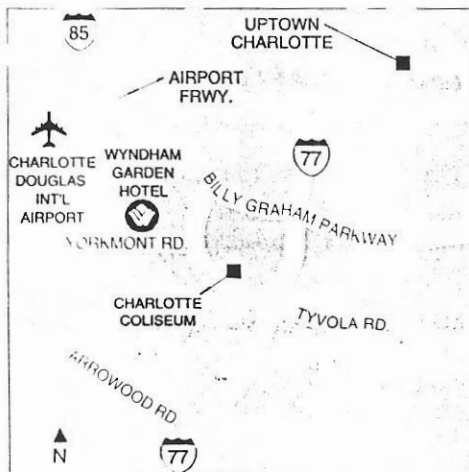 85
UPTOWN
CHARLOTTE
AIRPORT
FRWY.
CHARLOTTE
DOUGLAS
INT'L
AIRPORT
WYNDHAM
GARDEN
HOTEL
77
BILLY GRAHAM PARKWAY
YORKMONT RD.
CHARLOTTE
COLISEUM
TYVOLA RD.
ARROWOOD RD.
N
77